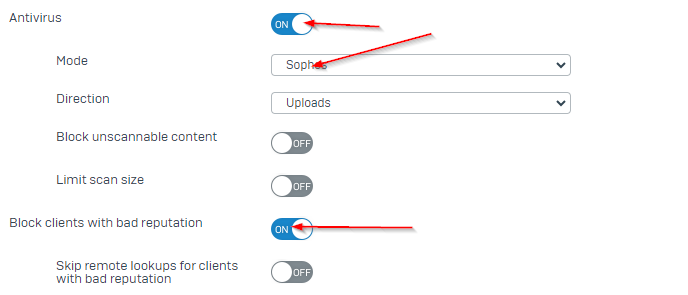 Antivirus ON
Mode Sophos
Direction Uploads
Block unscannable content OFF
Limit scan size OFF
Block clients with bad reputation ON
Skip remote lookups for clients
with bad reputation OFF